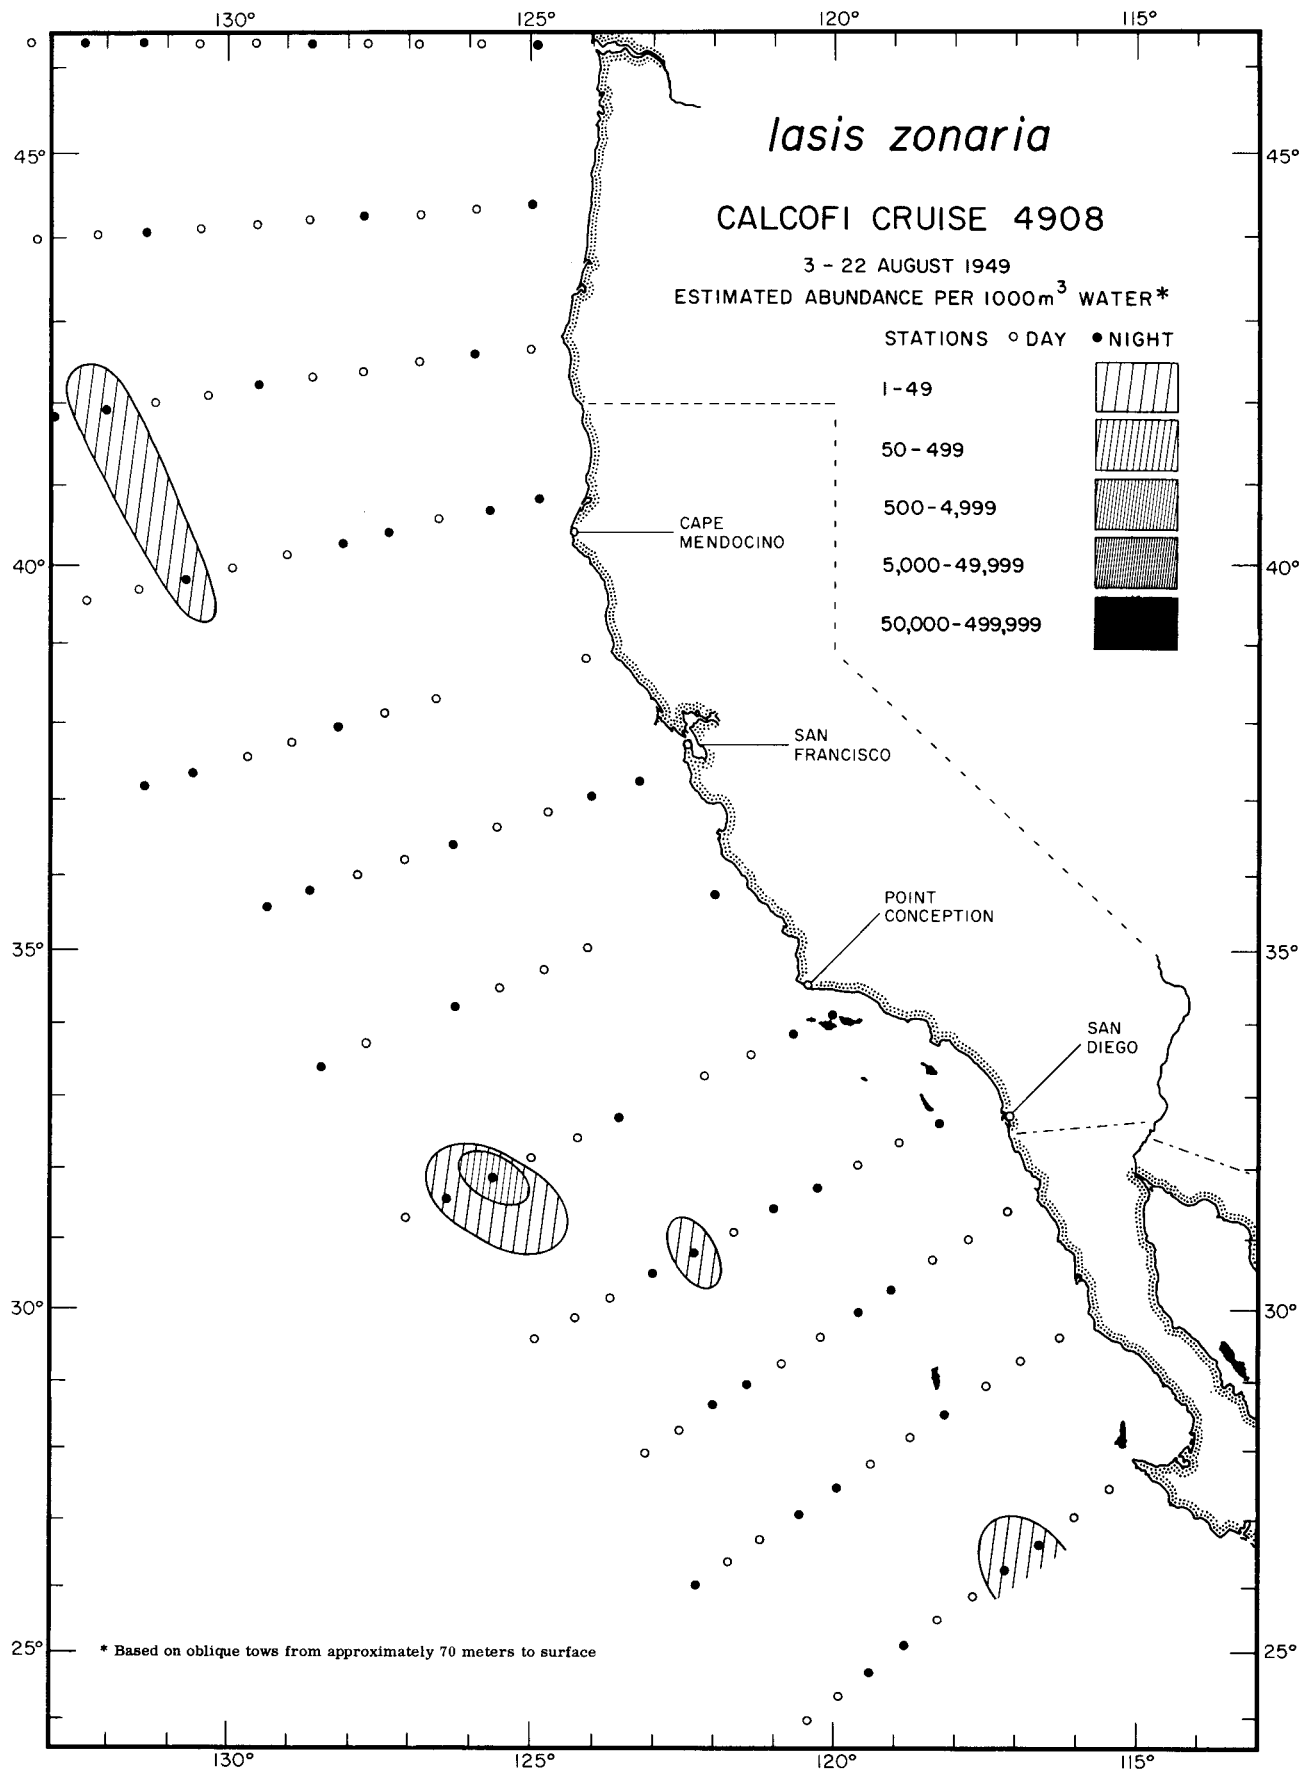 130° 125° 120° 115°
Iasis zonaria
45° 45°
CALCOFI CRUISE 4908
3 - 22 AUGUST 1949
ESTIMATED ABUNDANCE PER 1000m³ WATER*
STATIONS ○ DAY ● NIGHT
1-49
50-499
500-4,999
CAPE
MENDOCINO
5,000-49,999
40° 40°
50,000-499,999
SAN
FRANCISCO
POINT
CONCEPTION
35° 35°
SAN
DIEGO
30° 30°
25° 25°
* Based on oblique tows from approximately 70 meters to surface
130° 125° 120° 115°